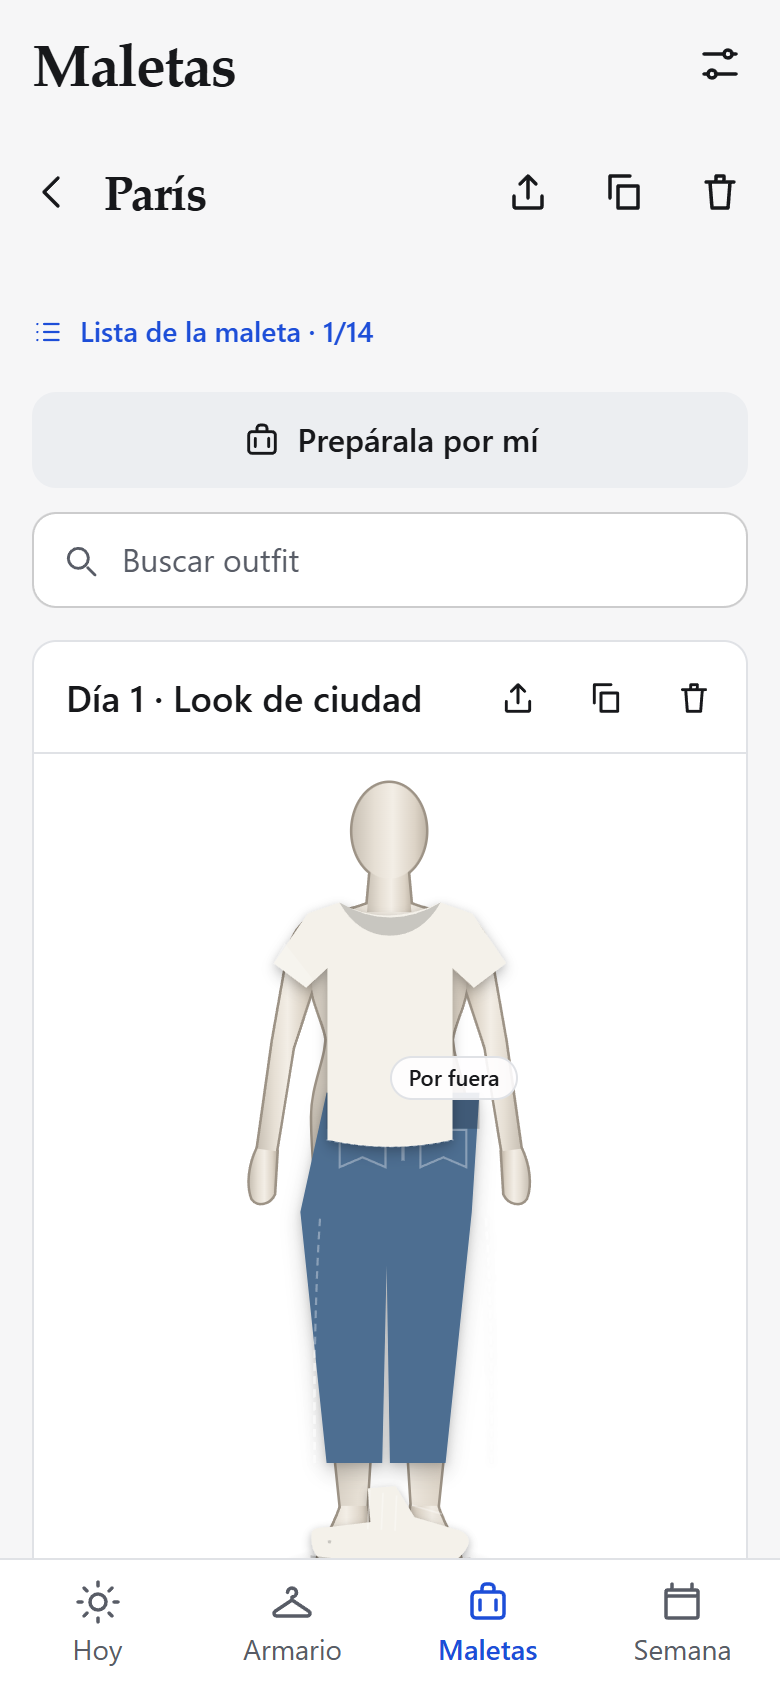 Maletas
París
Lista de la maleta · 1/14
Prepárala por mí
Buscar outfit
Día 1 · Look de ciudad
Por fuera
Hoy
Armario
Maletas
Semana